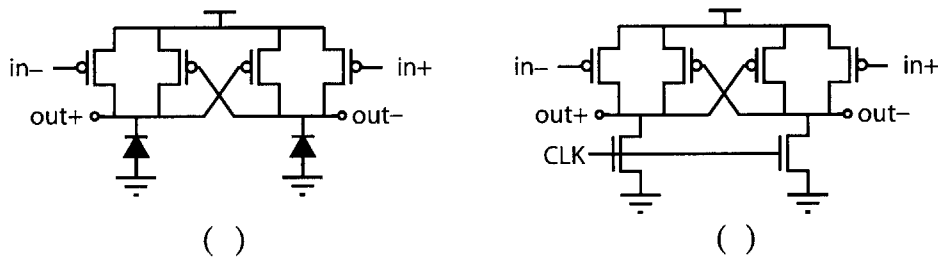 in− in+
out+ out−
( )
in− in+
out+ out−
CLK
( )